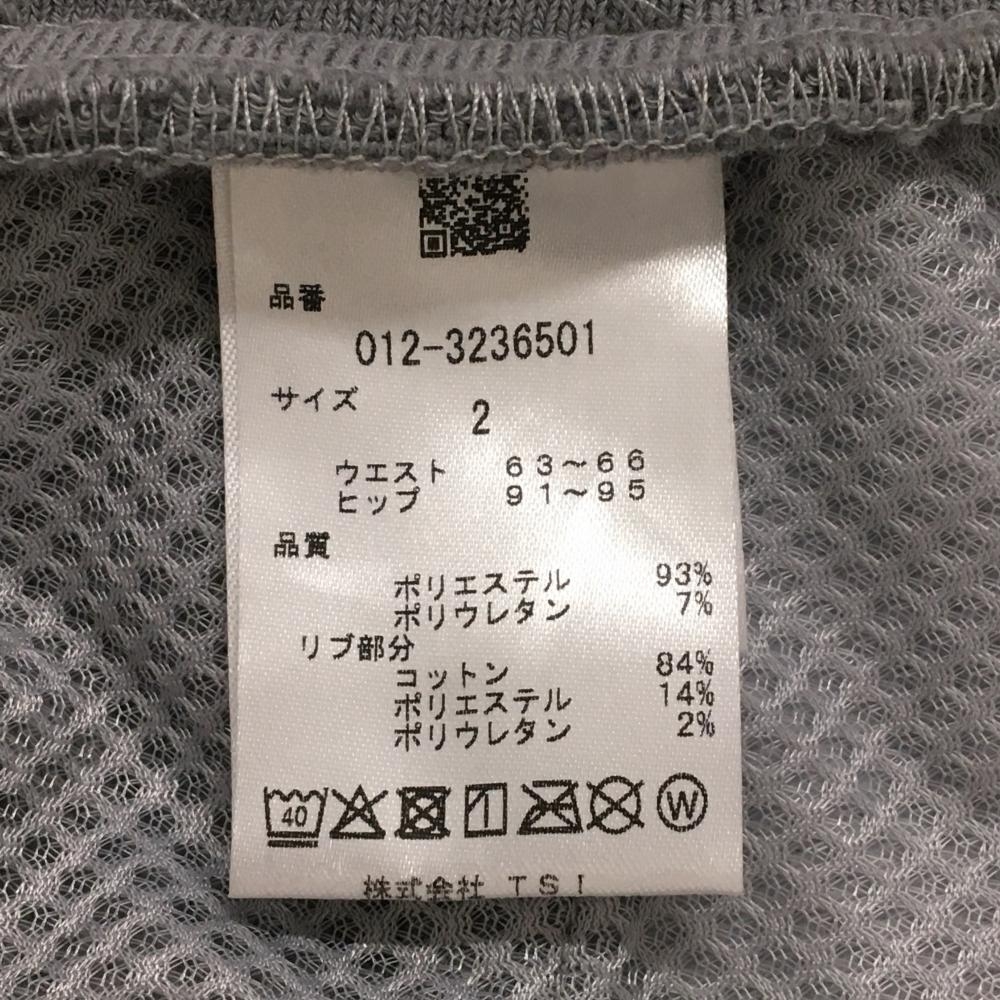 品番
012-3236501
サイズ
2
ウエスト 63～66
ヒップ 91～95
品質
ポリエステル 93%
ポリウレタン 7%
リブ部分
コットン 84%
ポリエステル 14%
ポリウレタン 2%
40 W
株式会社 TSI